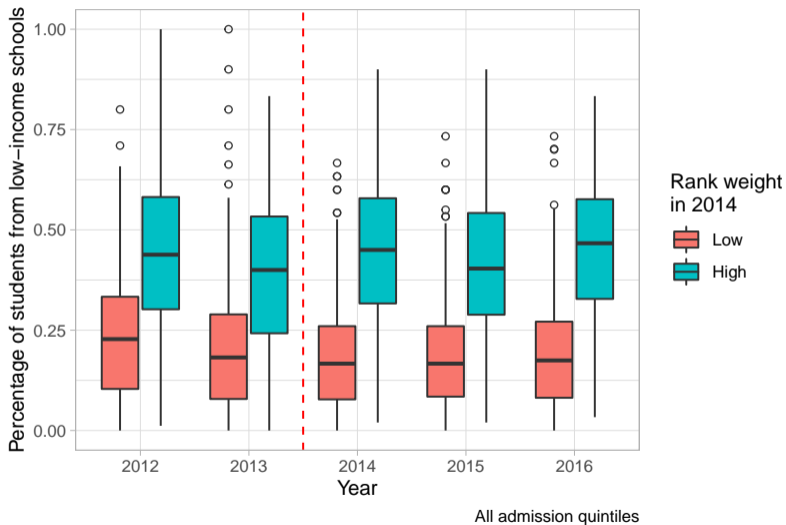 Percentage of students from low−income schools
1.00
0.75
0.50
0.25
0.00
2012
2013
2014
2015
2016
Year
Rank weight
in 2014
Low
High
All admission quintiles